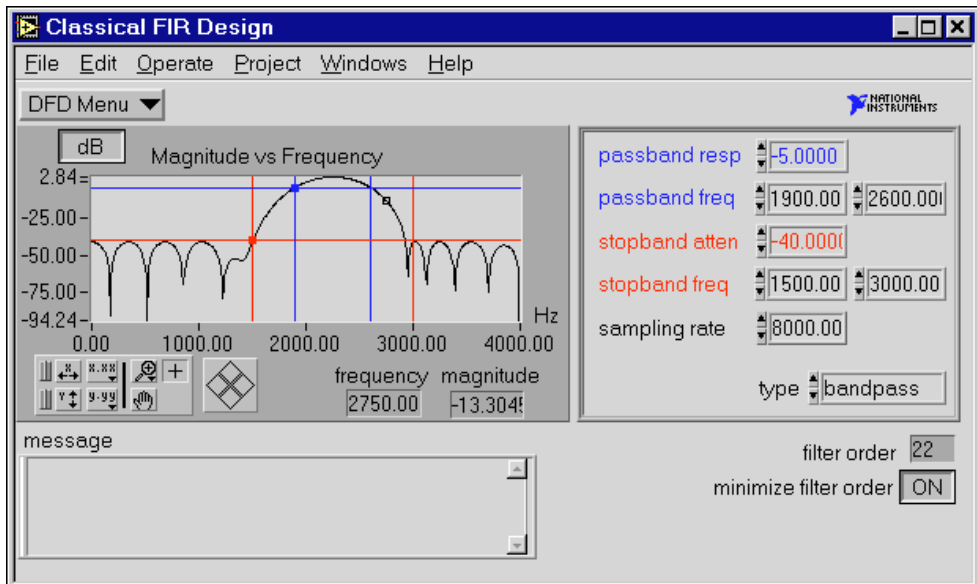 Classical FIR Design
File Edit Operate Project Windows Help
DFD Menu
NATIONAL INSTRUMENTS
dB
Magnitude vs Frequency
2.84
-25.00
-50.00
-75.00
-94.24
0.00 1000.00 2000.00 3000.00 4000.00
Hz
X.XX
Y.YY
frequency magnitude
2750.00 -13.3045
passband resp -5.0000
passband freq 1900.00 2600.00
stopband atten -40.0000
stopband freq 1500.00 3000.00
sampling rate 8000.00
type bandpass
message
filter order 22
minimize filter order ON